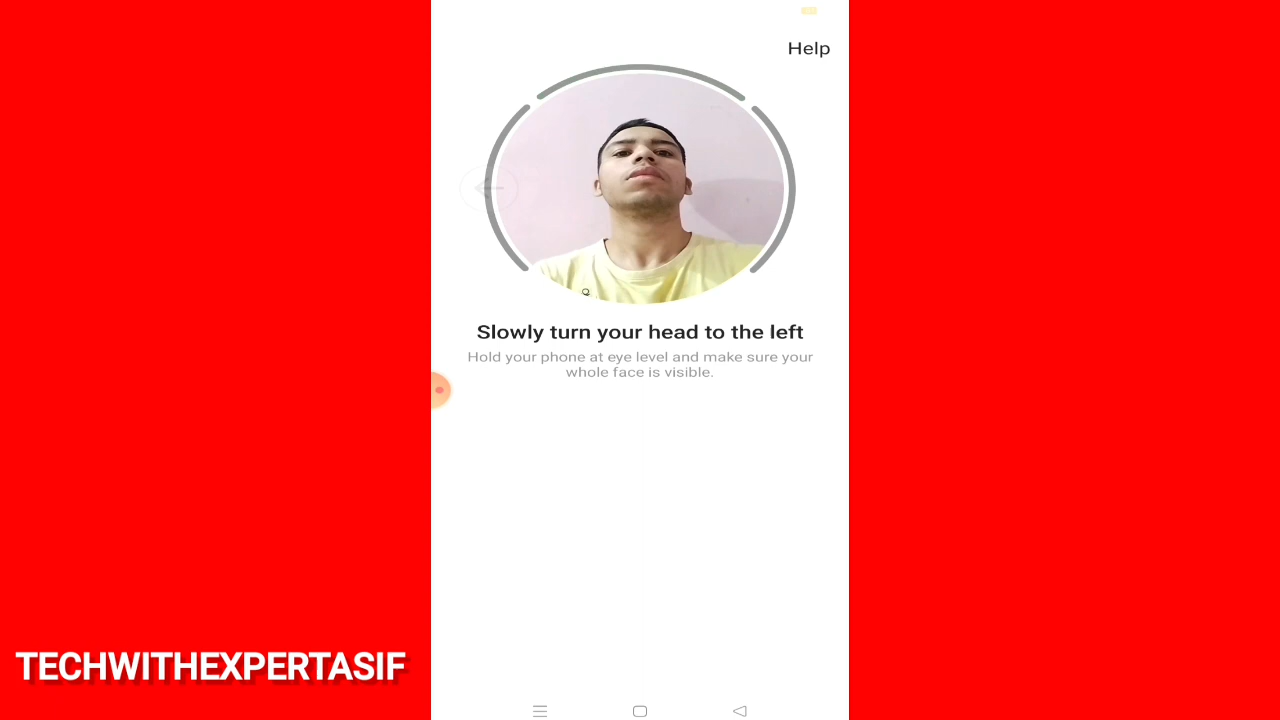 Help
Slowly turn your head to the left
Hold your phone at eye level and make sure your
whole face is visible.
TECHWITHEXPERTASIF